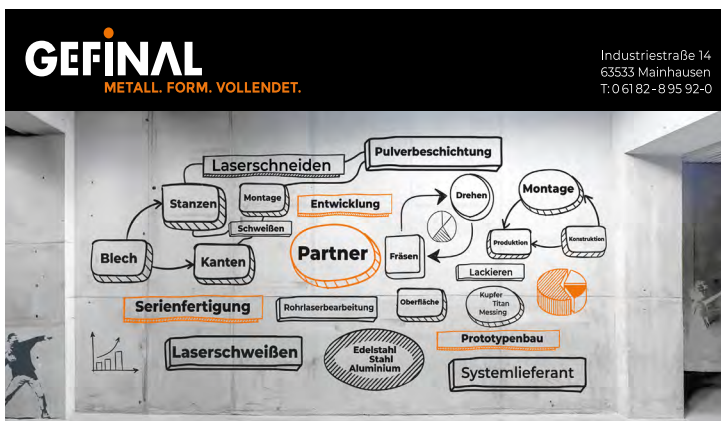 GEFINAL
METALL. FORM. VOLLENDET.
Industriestraße 14
63533 Mainhausen
T: 0 61 82 - 8 95 92-0
Laserschneiden
Pulverbeschichtung
Stanzen
Montage
Entwicklung
Drehen
Montage
Schweißen
Blech
Kanten
Partner
Fräsen
Produktion
Konstruktion
Lackieren
Serienfertigung
Rohrlaserbearbeitung
Oberfläche
Kupfer
Titan
Messing
Laserschweißen
Edelstahl
Stahl
Aluminium
Prototypenbau
Systemlieferant